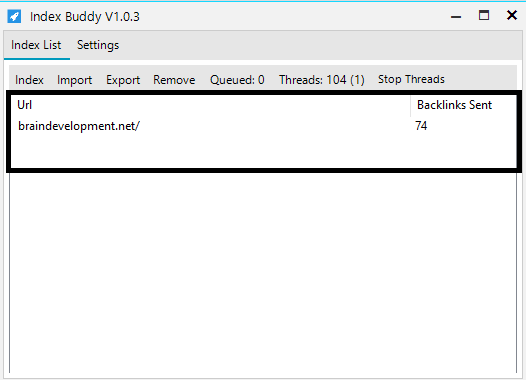 Index Buddy V1.0.3
Index List Settings
Index Import Export Remove Queued: 0 Threads: 104 (1) Stop Threads
Url Backlinks Sent
braindevelopment.net/ 74